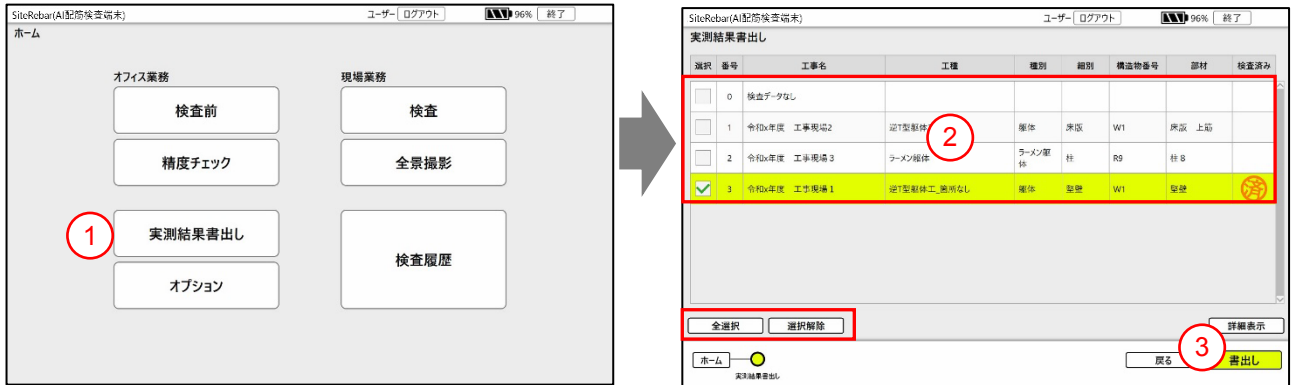 SiteRebar(AI配筋検査端末) ユーザー ログアウト 96% 終了
ホーム
オフィス業務 現場業務
検査前 検査
精度チェック 全景撮影
① 実測結果書出し
検査履歴
オプション
SiteRebar(AI配筋検査端末) ユーザー ログアウト 96% 終了
実測結果書出し
選択 番号 工事名 工種 種別 細別 構造物番号 部材 検査済み
0 検査データなし
1 令和x年度 工事現場2 逆T型躯体 躯体 床版 W1 床版 上筋
②
2 令和x年度 工事現場3 ラーメン躯体 ラーメン躯体 柱 R9 柱8
3 令和x年度 工事現場1 逆T型躯体工_箇所なし 躯体 竪壁 W1 竪壁 済
全選択 選択解除 詳細表示
③
ホーム 戻る 書出し
実測結果書出し